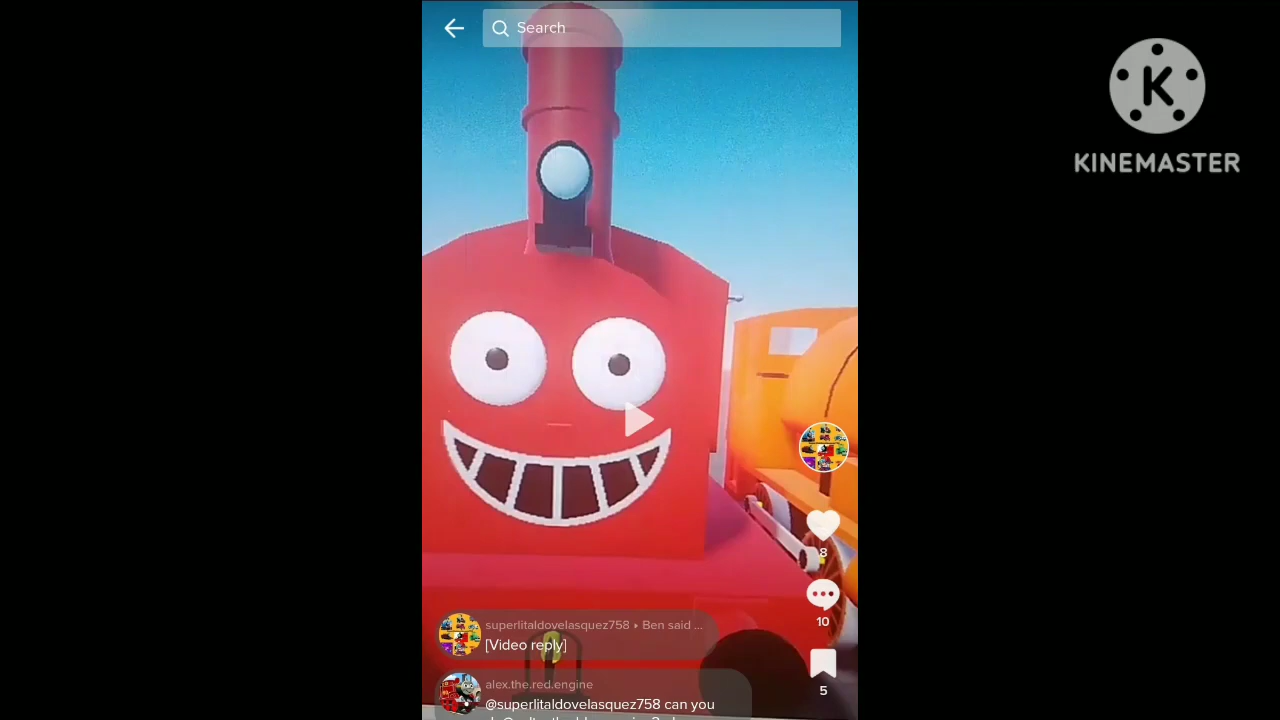 Search
KINEMASTER
8
10
5
superlitaldovelasquez758 ▸ Ben said ...
[Video reply]
alex.the.red.engine
@superlitaldovelasquez758 can you